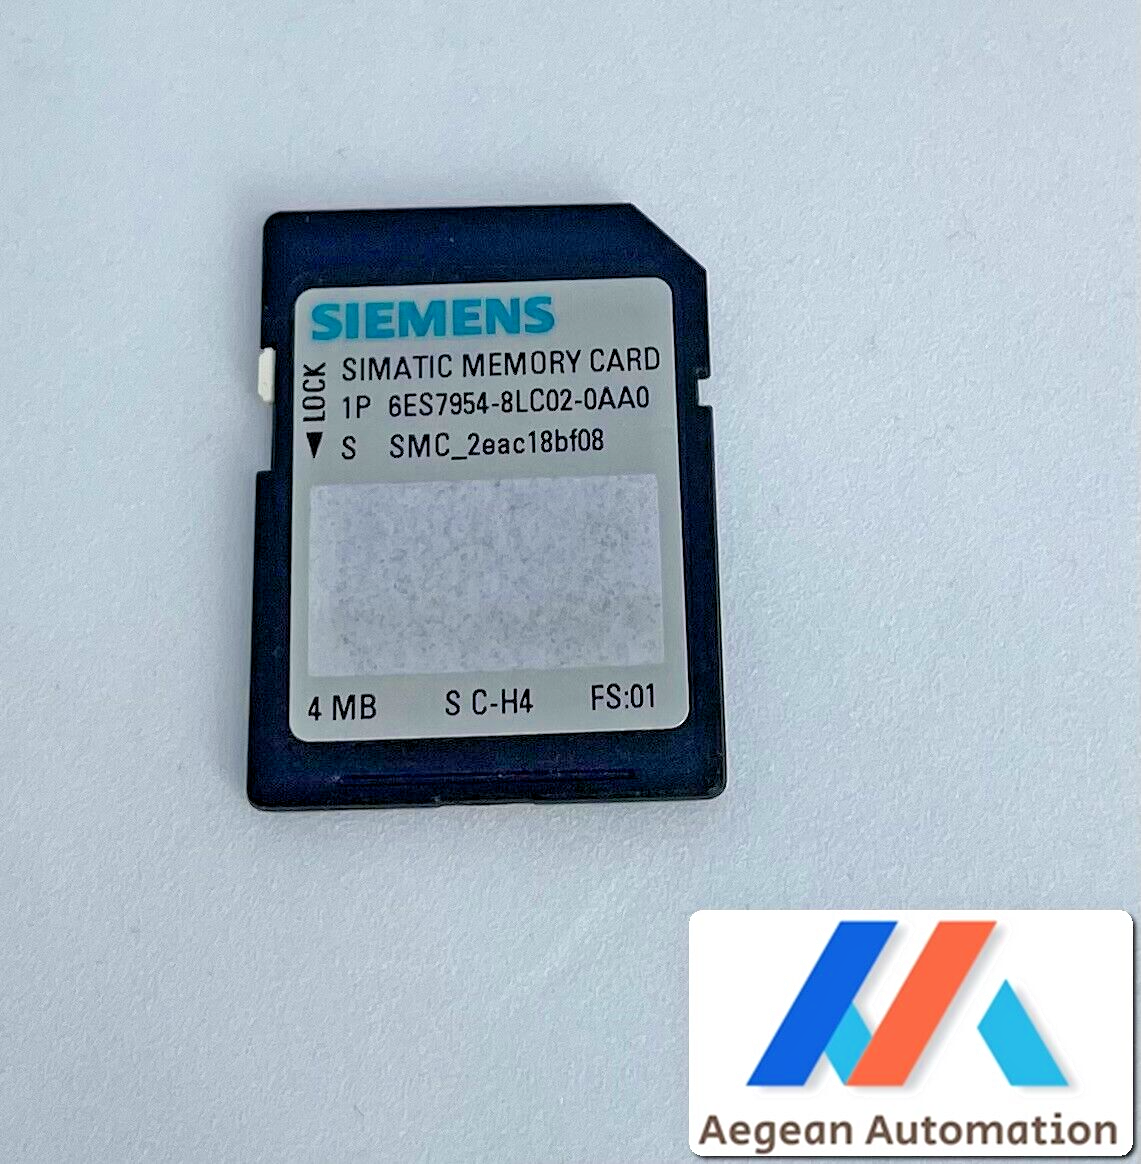 SIEMENS
LOCK
SIMATIC MEMORY CARD
1P 6ES7954-8LC02-0AA0
S SMC_2eac18bf08
4 MB S C-H4 FS:01
Aegean Automation